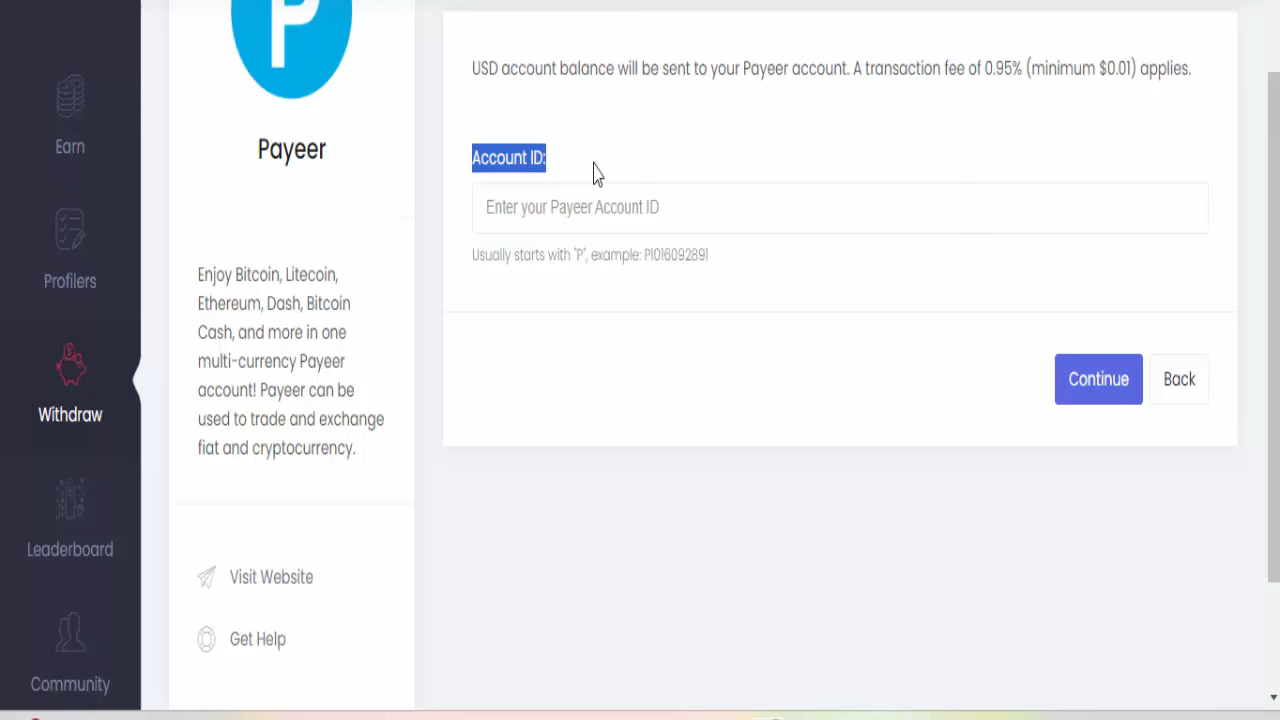 Earn
Profilers
Withdraw
Leaderboard
Community
P
Payeer
Enjoy Bitcoin, Litecoin,
Ethereum, Dash, Bitcoin
Cash, and more in one
multi-currency Payeer
account! Payeer can be
used to trade and exchange
fiat and cryptocurrency.
Visit Website
Get Help
USD account balance will be sent to your Payeer account. A transaction fee of 0.95% (minimum $0.01) applies.
Account ID:
Enter your Payeer Account ID
Usually starts with "P", example: P1016092891
Continue
Back